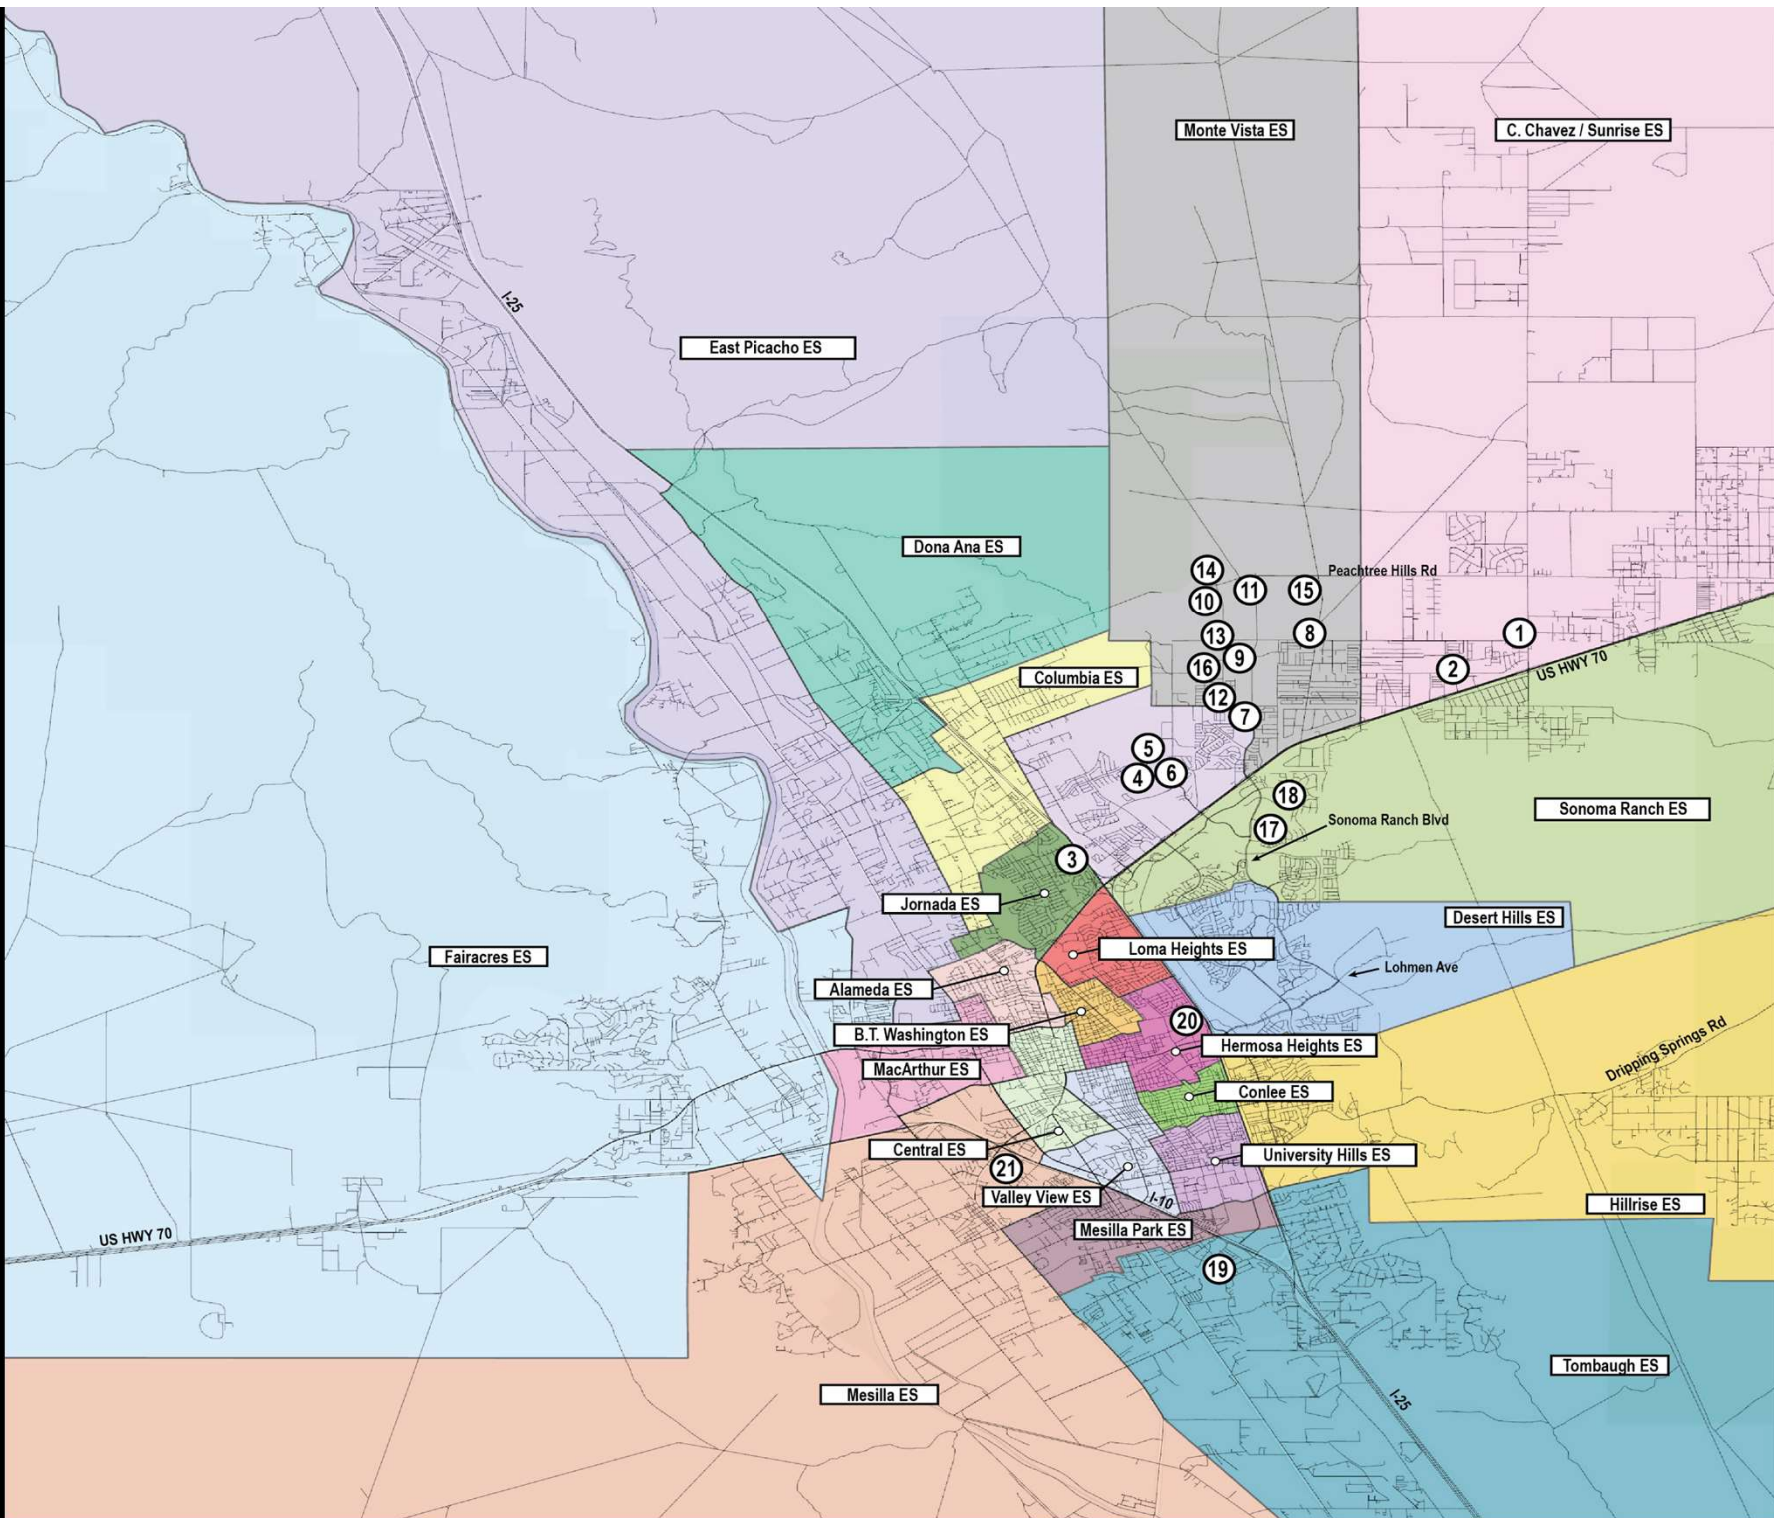 Monte Vista ES
C. Chavez / Sunrise ES
I-25
East Picacho ES
Dona Ana ES
14
11
15
Peachtree Hills Rd
10
13
8
1
9
16
2
US HWY 70
Columbia ES
12
7
5
4
6
18
Sonoma Ranch ES
17
Sonoma Ranch Blvd
3
Jornada ES
Desert Hills ES
Loma Heights ES
Fairacres ES
Lohmen Ave
Alameda ES
20
B.T. Washington ES
Hermosa Heights ES
Dripping Springs Rd
MacArthur ES
Conlee ES
Central ES
University Hills ES
21
Valley View ES
I-10
Hillrise ES
Mesilla Park ES
US HWY 70
19
Tombaugh ES
Mesilla ES
I-25